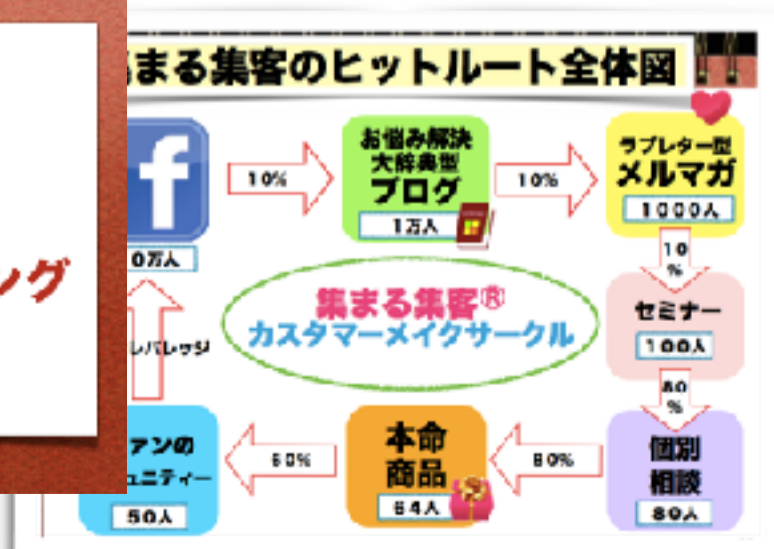 まる集客のヒットルート全体図
f
10%
お悩み解決
大辞典型
ブログ
1万人
10%
ラブレター型
メルマガ
1000人
10
%
0万人
ング
集まる集客®
カスタマーメイクサークル
セミナー
100人
レバレッジ
80
%
ァンの
ュニティー
50人
60%
本命
商品
64人
80%
個別
相談
80人